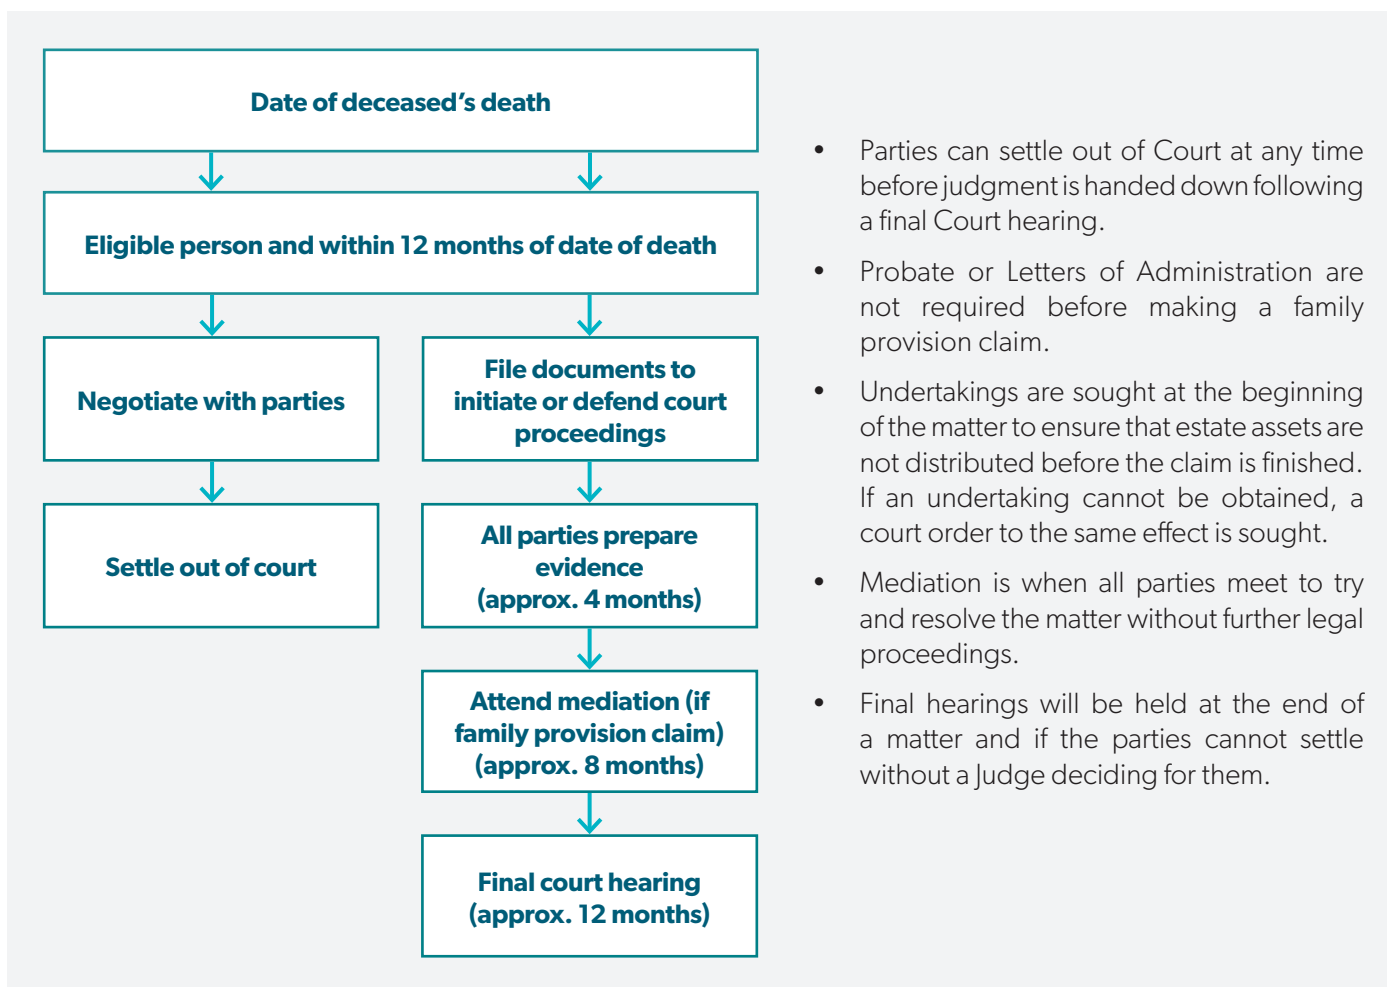 Date of deceased’s death
Eligible person and within 12 months of date of death
Negotiate with parties
Settle out of court
File documents to
initiate or defend court
proceedings
All parties prepare
evidence
(approx. 4 months)
Attend mediation (if
family provision claim)
(approx. 8 months)
Final court hearing
(approx. 12 months)
• Parties can settle out of Court at any time
before judgment is handed down following
a final Court hearing.
• Probate or Letters of Administration are
not required before making a family
provision claim.
• Undertakings are sought at the beginning
of the matter to ensure that estate assets are
not distributed before the claim is finished.
If an undertaking cannot be obtained, a
court order to the same effect is sought.
• Mediation is when all parties meet to try
and resolve the matter without further legal
proceedings.
• Final hearings will be held at the end of
a matter and if the parties cannot settle
without a Judge deciding for them.